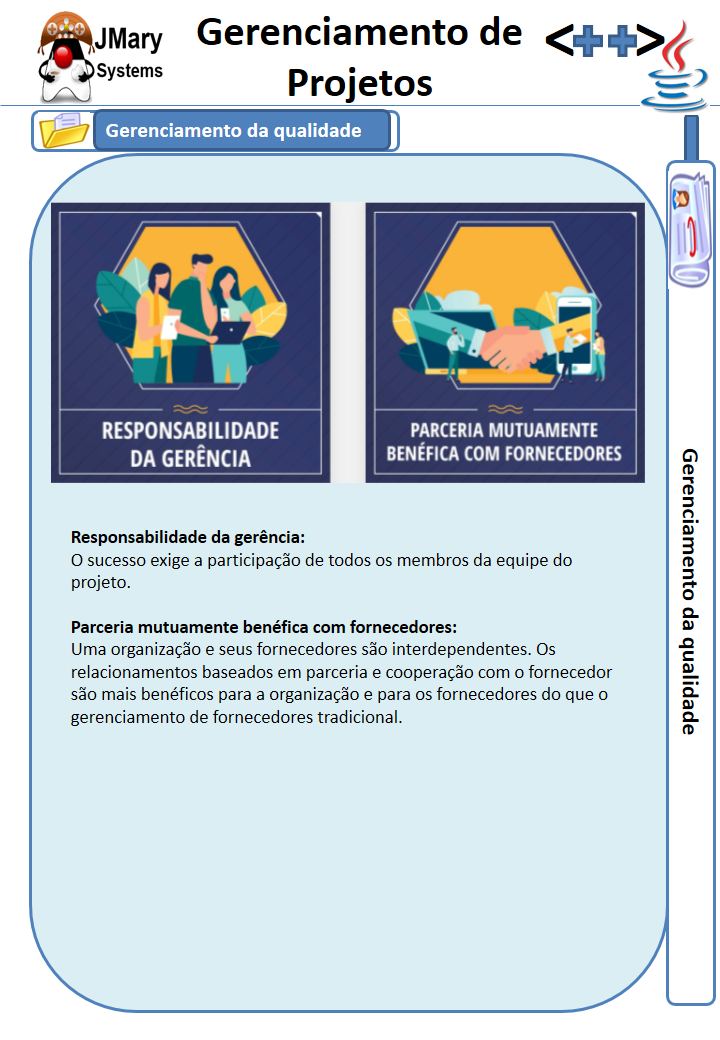 JMary
Systems
Gerenciamento de
Projetos
<++>
Gerenciamento da qualidade
RESPONSABILIDADE
DA GERÊNCIA
PARCERIA MUTUAMENTE
BENÉFICA COM FORNECEDORES
Responsabilidade da gerência:
O sucesso exige a participação de todos os membros da equipe do
projeto.
Parceria mutuamente benéfica com fornecedores:
Uma organização e seus fornecedores são interdependentes. Os
relacionamentos baseados em parceria e cooperação com o fornecedor
são mais benéficos para a organização e para os fornecedores do que o
gerenciamento de fornecedores tradicional.
Gerenciamento da qualidade